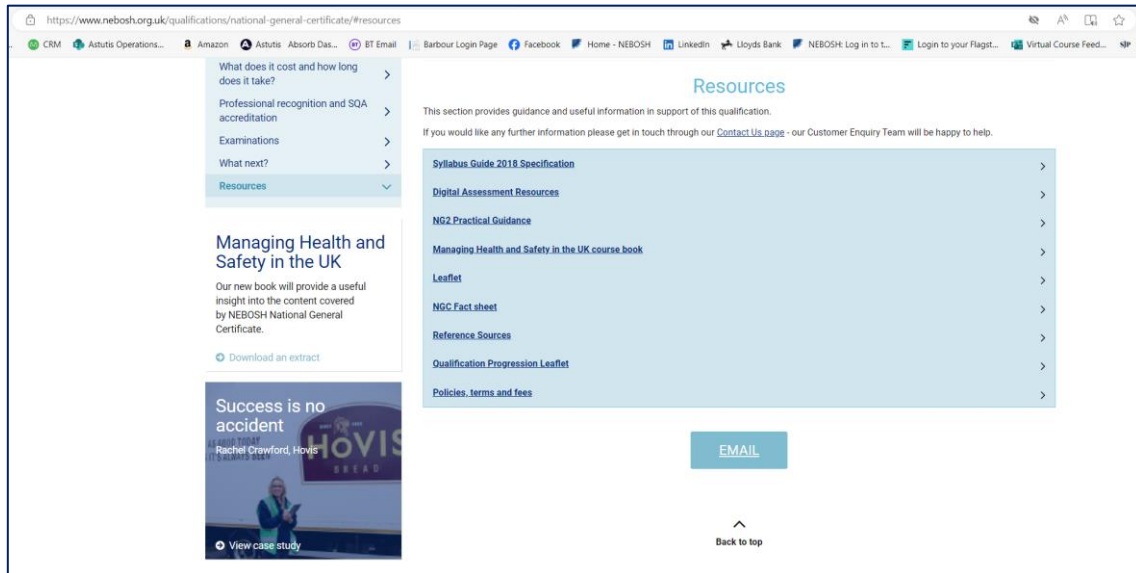 https://www.nebosh.org.uk/qualifications/national-general-certificate/#resources
CRM
Astutis Operations...
Amazon
Astutis Absorb Das...
BT Email
Barbour Login Page
Facebook
Home - NEBOSH
LinkedIn
Lloyds Bank
NEBOSH: Log in to t...
Login to your Flagst...
Virtual Course Feed...
What does it cost and how long
does it take?
Professional recognition and SQA
accreditation
Examinations
What next?
Resources
Managing Health and
Safety in the UK
Our new book will provide a useful
insight into the content covered
by NEBOSH National General
Certificate.
Download an extract
Success is no
accident
Rachel Crawford, Hovis
HOVIS
BREAD
View case study
Resources
This section provides guidance and useful information in support of this qualification.
If you would like any further information please get in touch through our Contact Us page - our Customer Enquiry Team will be happy to help.
Syllabus Guide 2018 Specification
Digital Assessment Resources
NG2 Practical Guidance
Managing Health and Safety in the UK course book
Leaflet
NGC Fact sheet
Reference Sources
Qualification Progression Leaflet
Policies, terms and fees
EMAIL
Back to top